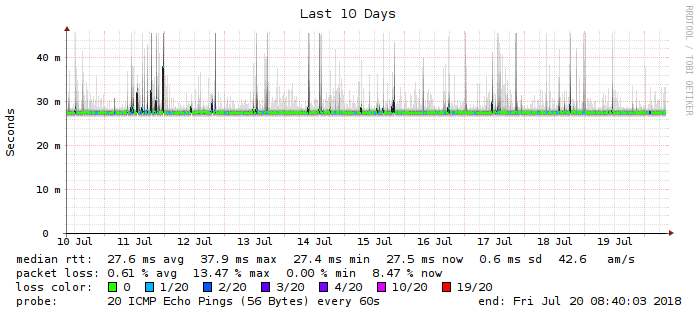 Last 10 Days
RRDTOOL / TOBI OETIKER
Seconds
40 m
30 m
20 m
10 m
0
10 Jul 11 Jul 12 Jul 13 Jul 14 Jul 15 Jul 16 Jul 17 Jul 18 Jul 19 Jul
median rtt: 27.6 ms avg 37.9 ms max 27.4 ms min 27.5 ms now 0.6 ms sd 42.6 am/s
packet loss: 0.61 % avg 13.47 % max 0.00 % min 8.47 % now
loss color: 0 1/20 2/20 3/20 4/20 10/20 19/20
probe: 20 ICMP Echo Pings (56 Bytes) every 60s end: Fri Jul 20 08:40:03 2018